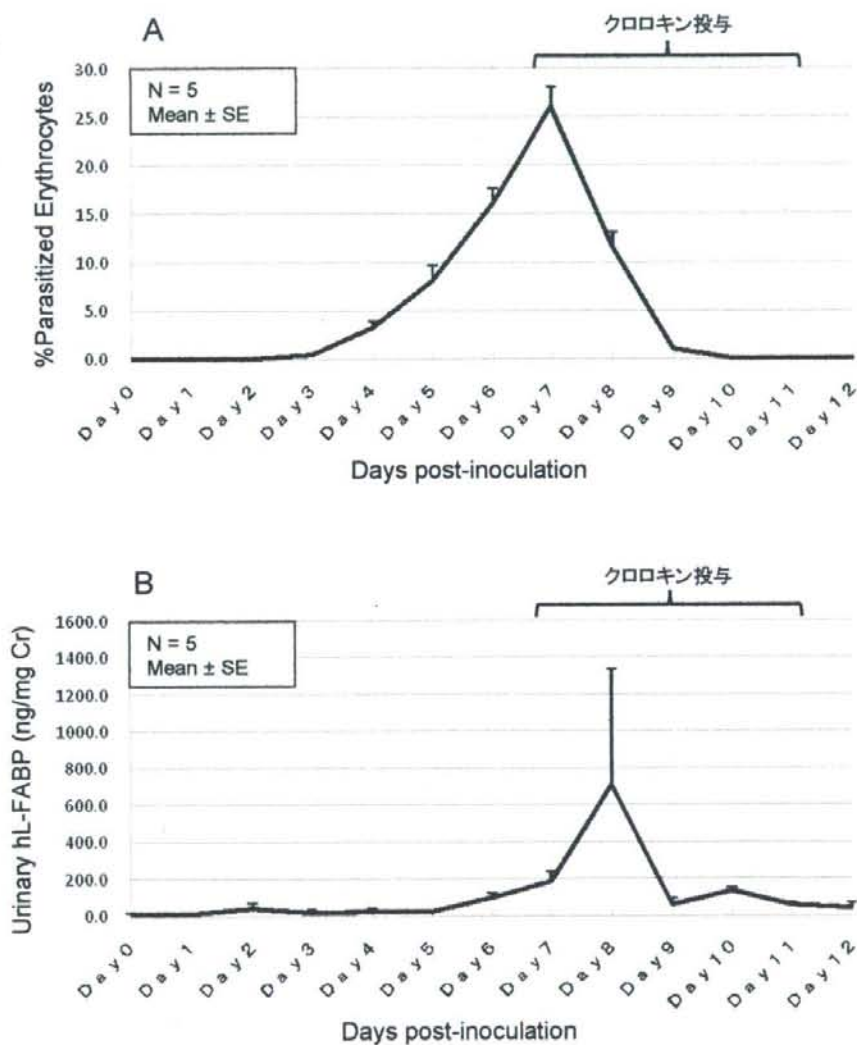 A
クロロキン投与
30.0
N = 5
Mean ± SE
25.0
20.0
15.0
10.0
5.0
0.0
%Parasitized Erythrocytes
Day0
Day1
Day2
Day3
Day4
Day5
Day6
Day7
Day8
Day9
Day10
Day11
Day12
Days post-inoculation
B
クロロキン投与
1600.0
N = 5
Mean ± SE
1400.0
1200.0
1000.0
800.0
600.0
400.0
200.0
0.0
Urinary hL-FABP (ng/mg Cr)
Day0
Day1
Day2
Day3
Day4
Day5
Day6
Day7
Day8
Day9
Day10
Day11
Day12
Days post-inoculation